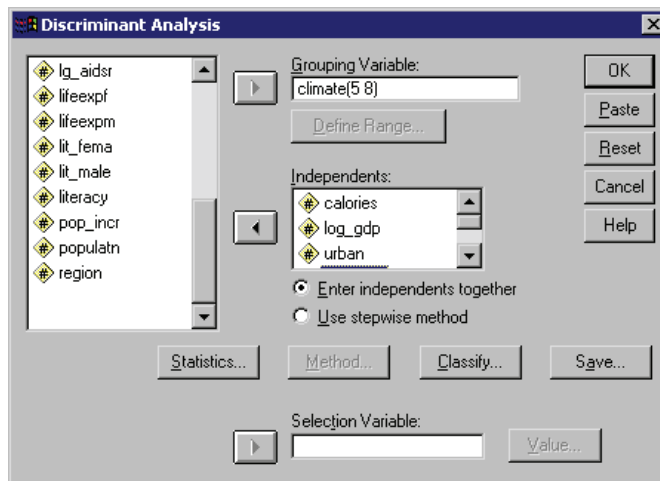 Discriminant Analysis
lg_aidsr
lifeexpf
lifeexpm
lit_fema
lit_male
literacy
pop_incr
populatn
region
Grouping Variable:
climate(5 8)
Define Range...
Independents:
calories
log_gdp
urban
Enter independents together
Use stepwise method
OK
Paste
Reset
Cancel
Help
Statistics...
Method...
Classify...
Save...
Selection Variable:
Value...